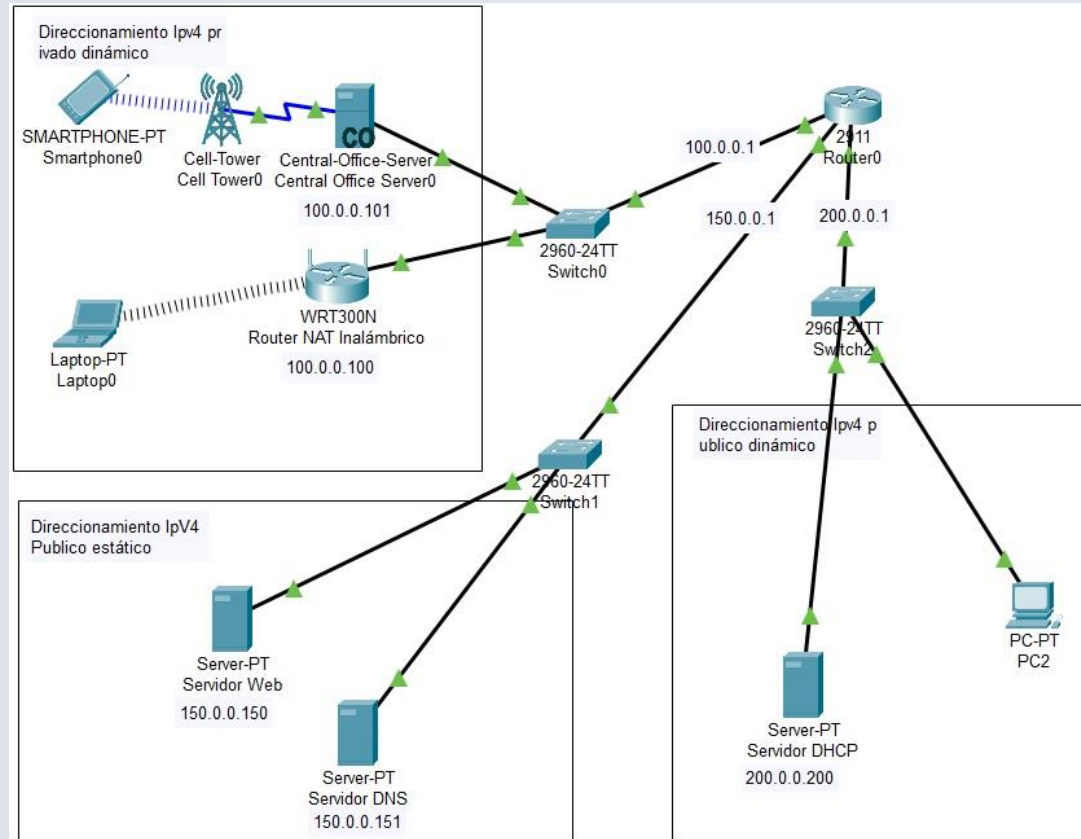 Direccionamiento Ipv4 pr
ivado dinámico
SMARTPHONE-PT
Smartphone0
Cell-Tower
Cell Tower0
CO
Central-Office-Server
Central Office Server0
100.0.0.101
2960-24TT
Switch0
100.0.0.1
2911
Router0
150.0.0.1
200.0.0.1
WRT300N
Router NAT Inalámbrico
100.0.0.100
Laptop-PT
Laptop0
2960-24TT
Switch2
2960-24TT
Switch1
Direccionamiento Ipv4 p
ublico dinámico
Direccionamiento IpV4
Publico estático
Server-PT
Servidor Web
150.0.0.150
Server-PT
Servidor DNS
150.0.0.151
Server-PT
Servidor DHCP
200.0.0.200
PC-PT
PC2